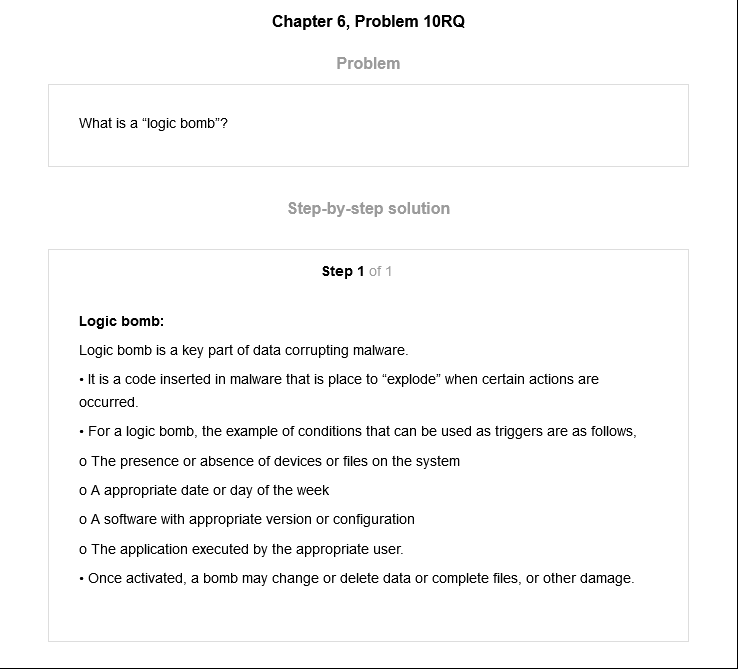 Chapter 6, Problem 10RQ
Problem
What is a “logic bomb”?
Step-by-step solution
Step 1 of 1
Logic bomb:
Logic bomb is a key part of data corrupting malware.
• It is a code inserted in malware that is place to “explode” when certain actions are
occurred.
• For a logic bomb, the example of conditions that can be used as triggers are as follows,
o The presence or absence of devices or files on the system
o A appropriate date or day of the week
o A software with appropriate version or configuration
o The application executed by the appropriate user.
• Once activated, a bomb may change or delete data or complete files, or other damage.